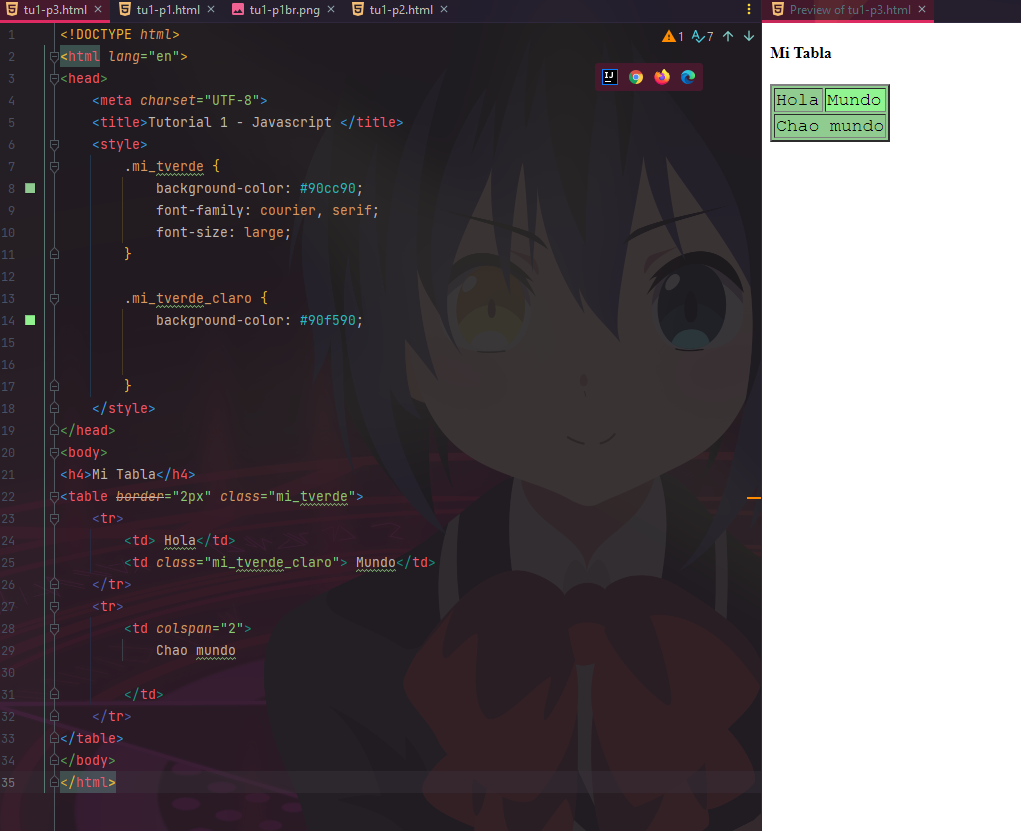 tu1-p3.html × tu1-p1.html × tu1-p1br.png × tu1-p2.html × Preview of tu1-p3.html ×
1 <!DOCTYPE html>
2 <html lang="en">
3 <head>
4 <meta charset="UTF-8">
5 <title>Tutorial 1 - Javascript </title>
6 <style>
7 .mi_tverde {
8 background-color: #90cc90;
9 font-family: courier, serif;
10 font-size: large;
11 }
12
13 .mi_tverde_claro {
14 background-color: #90f590;
15
16
17 }
18 </style>
19 </head>
20 <body>
21 <h4>Mi Tabla</h4>
22 <table border="2px" class="mi_tverde">
23 <tr>
24 <td> Hola</td>
25 <td class="mi_tverde_claro"> Mundo</td>
26 </tr>
27 <tr>
28 <td colspan="2">
29 Chao mundo
30
31 </td>
32 </tr>
33 </table>
34 </body>
35 </html>
1 7
IJ
Mi Tabla
Hola Mundo
Chao mundo